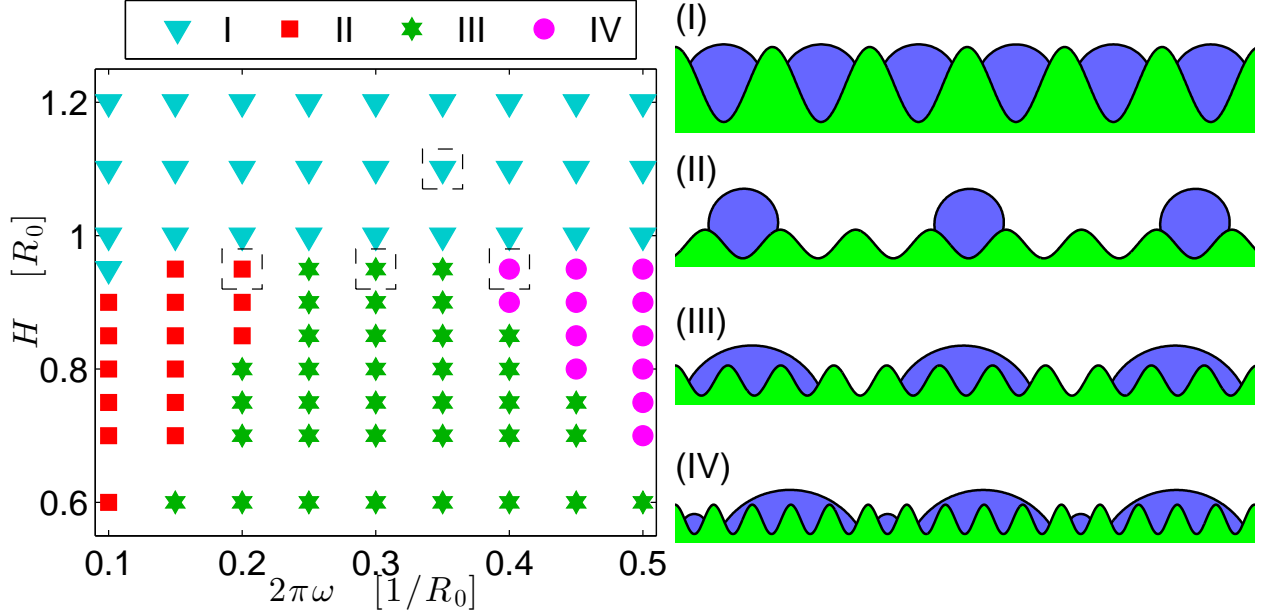 I II III IV
1.2
1
0.8
0.6
H [R₀]
0.1 0.2 0.3 0.4 0.5
2πω [1/R₀]
(I)
(II)
(III)
(IV)